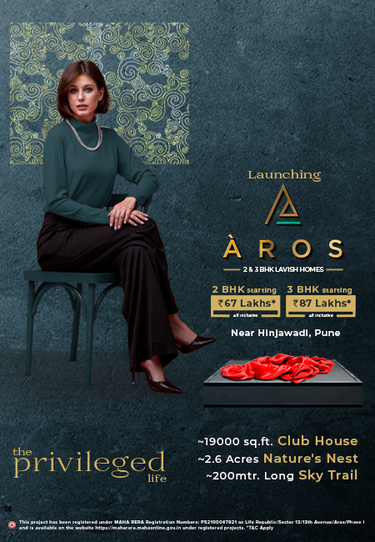 Launching
ÀROS
2 & 3 BHK LAVISH HOMES
2 BHK starting
₹67 Lakhs*
all inclusive
3 BHK starting
₹87 Lakhs*
all inclusive
Near Hinjawadi, Pune
the
privileged
life
~19000 sq.ft. Club House
~2.6 Acres Nature's Nest
~200mtr. Long Sky Trail
This project has been registered under MAHA RERA Registration Numbers: P52100047921 as Life Republic/Sector 13/13th Avenue/Aros/Phase I
and is available on the website https://maharera.mahaonline.gov.in under registered projects. *T&C Apply